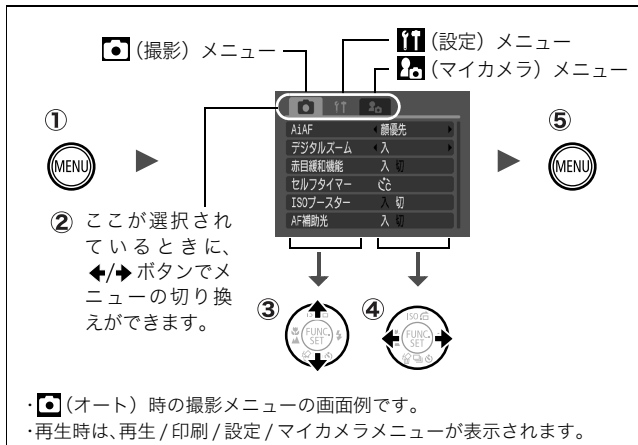 (撮影)メニュー
(設定)メニュー
(マイカメラ)メニュー
①
MENU
② ここが選択され
ているときに、
←/→ボタンでメ
ニューの切り換
えができます。
AiAF 顔優先
デジタルズーム 入
赤目緩和機能 入 切
セルフタイマー
ISOブースター 入 切
AF補助光 入 切
⑤
MENU
③
FUNC.
SET
④
ISO
FUNC.
SET
・(オート)時の撮影メニューの画面例です。
・再生時は、再生/印刷/設定/マイカメラメニューが表示されます。